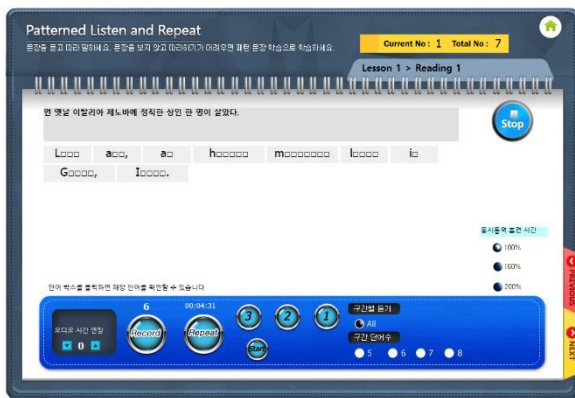 Patterned Listen and Repeat
문장을 듣고 따라 말하세요. 문장을 보지 않고 따라하기가 어려우면 패턴 문장 학습으로 학습하세요.
Current No : 1 Total No : 7
Lesson 1 > Reading 1
먼 옛날 이탈리아 제노바에 정직한 상인 한 명이 살았다.
Stop
L□□□ a□□, a□ h□□□□□ m□□□□□□□ l□□□□ i□
G□□□□, I□□□□.
동시통역 훈련 시간
100%
160%
200%
단어 박스를 클릭하면 해당 단어를 확인할 수 있습니다
PREVIOUS
NEXT
오디오 시간 연장
0
6
Record
00:04:31
Repeat
3 2 1
Start
구간별 듣기
All
구간 단어수
5 6 7 8